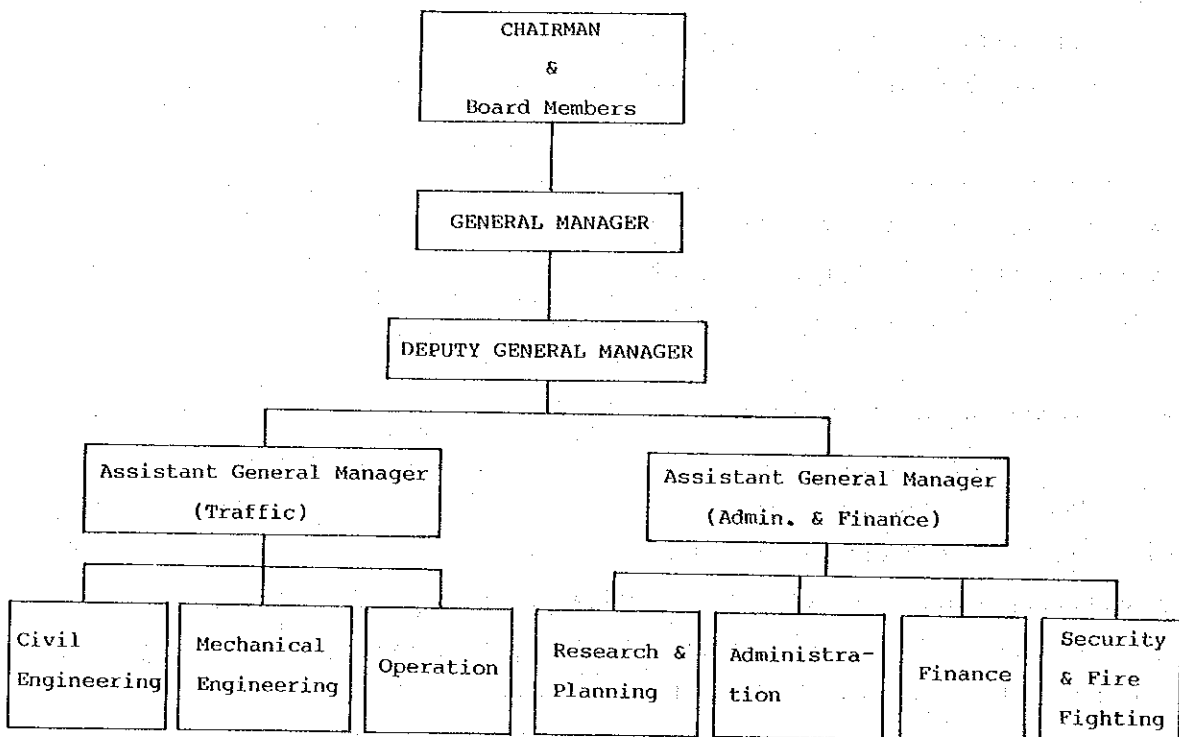 CHAIRMAN
&
Board Members
GENERAL MANAGER
DEPUTY GENERAL MANAGER
Assistant General Manager
(Traffic)
Assistant General Manager
(Admin. & Finance)
Civil
Engineering
Mechanical
Engineering
Operation
Research &
Planning
Administra-
tion
Finance
Security
& Fire
Fighting